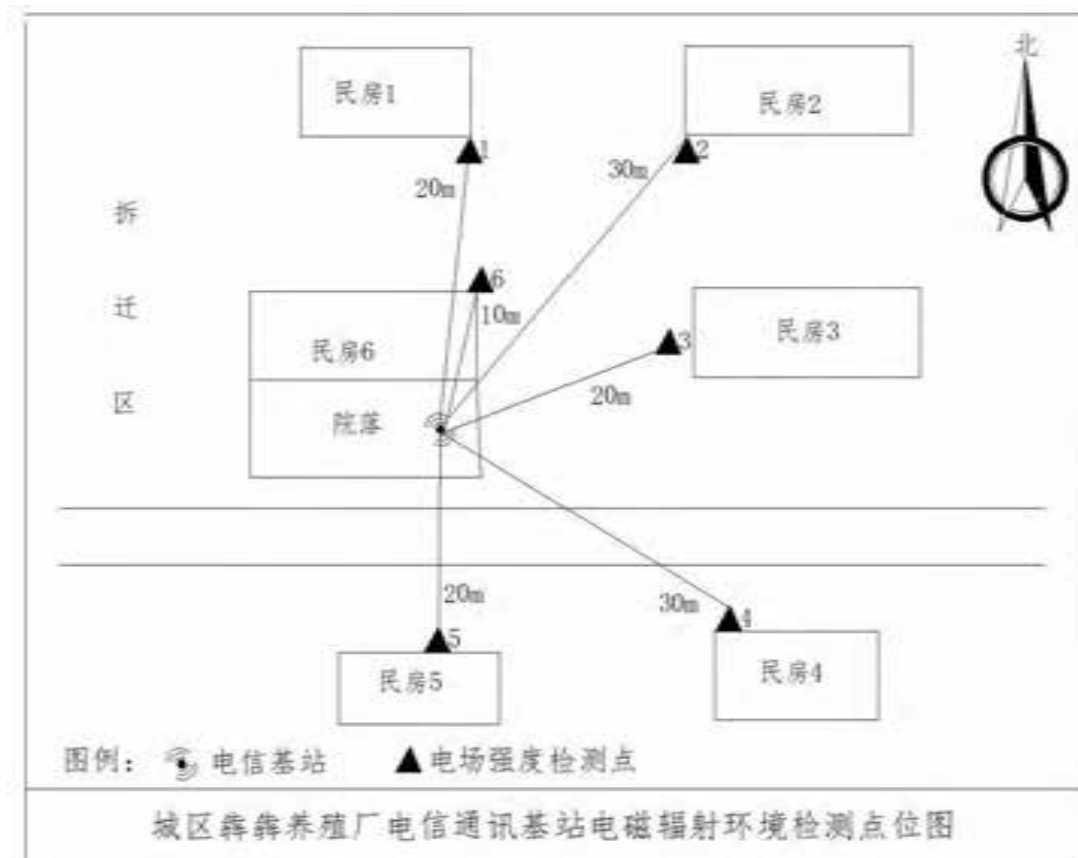 北
民房1
民房2
1
2
20m
30m
拆
迁
区
6
10m
民房6
3
民房3
20m
院落
20m
30m
5
4
民房5
民房4
图例：
电信基站
电场强度检测点
城区犇犇养殖厂电信通讯基站电磁辐射环境检测点位图